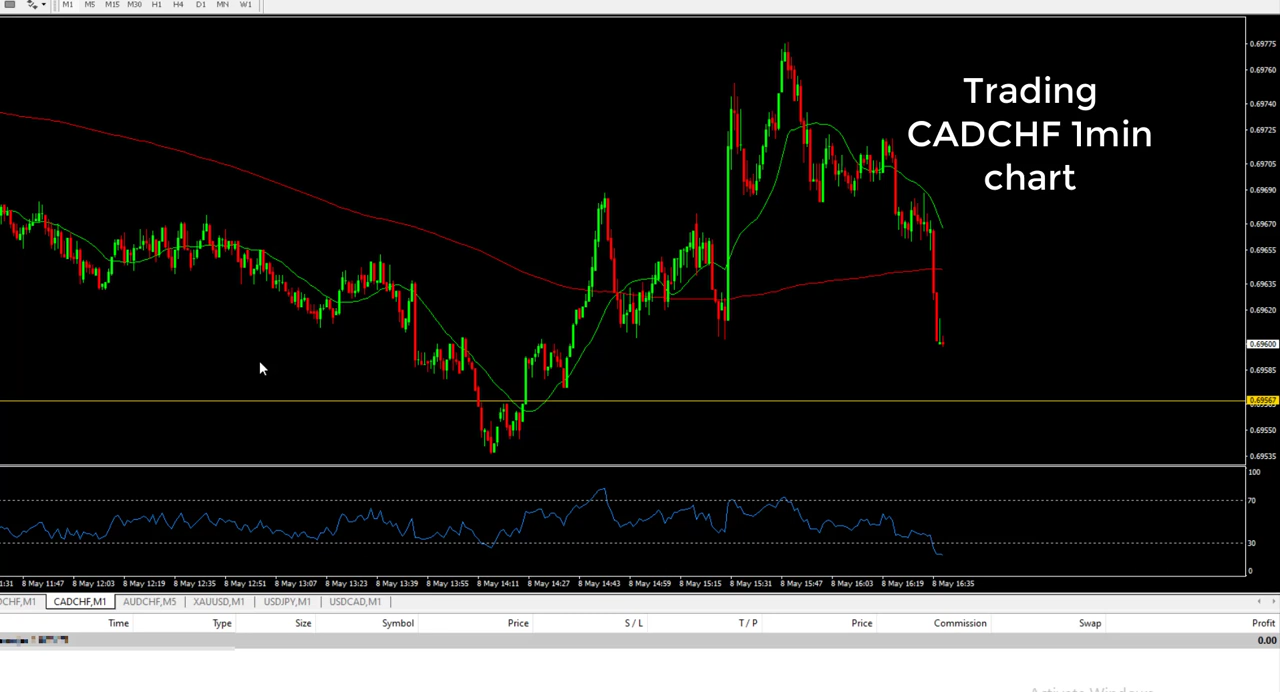 M1 M5 M15 M30 H1 H4 D1 MN W1
Trading
CADCHF 1min
chart
0.69775
0.69760
0.69740
0.69725
0.69705
0.69690
0.69670
0.69655
0.69635
0.69620
0.69600
0.69585
0.69567
0.69550
0.69535
100
70
30
0
1:31 8 May 11:47 8 May 12:03 8 May 12:19 8 May 12:35 8 May 12:51 8 May 13:07 8 May 13:23 8 May 13:39 8 May 13:55 8 May 14:11 8 May 14:27 8 May 14:43 8 May 14:59 8 May 15:15 8 May 15:31 8 May 15:47 8 May 16:03 8 May 16:19 8 May 16:35
DCHF,M1 CADCHF,M1 AUDCHF,M5 XAUUSD,M1 USDJPY,M1 USDCAD,M1
Time Type Size Symbol Price S / L T / P Price Commission Swap Profit
0.00
Activate Windows